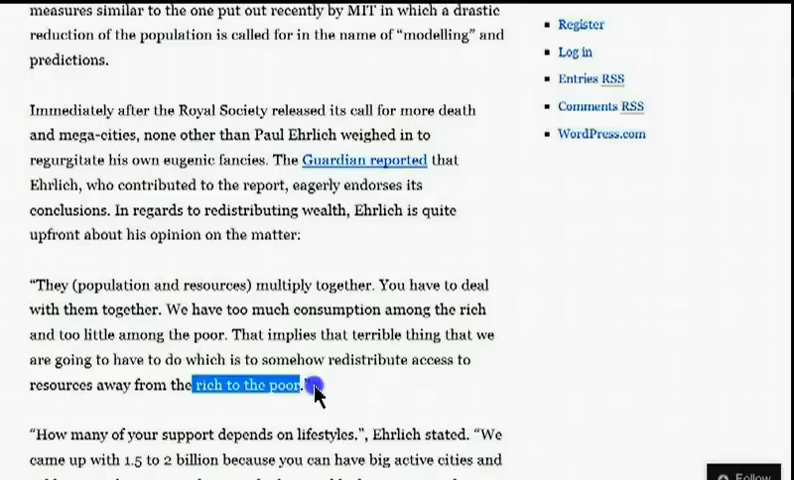 measures similar to the one put out recently by MIT in which a drastic
reduction of the population is called for in the name of “modelling” and
predictions.
Immediately after the Royal Society released its call for more death
and mega-cities, none other than Paul Ehrlich weighed in to
regurgitate his own eugenic fancies. The Guardian reported that
Ehrlich, who contributed to the report, eagerly endorses its
conclusions. In regards to redistributing wealth, Ehrlich is quite
upfront about his opinion on the matter:
“They (population and resources) multiply together. You have to deal
with them together. We have too much consumption among the rich
and too little among the poor. That implies that terrible thing that we
are going to have to do which is to somehow redistribute access to
resources away from the rich to the poor.”
“How many of your support depends on lifestyles.”, Ehrlich stated. “We
came up with 1.5 to 2 billion because you can have big active cities and
Register
Log in
Entries RSS
Comments RSS
WordPress.com
Follow